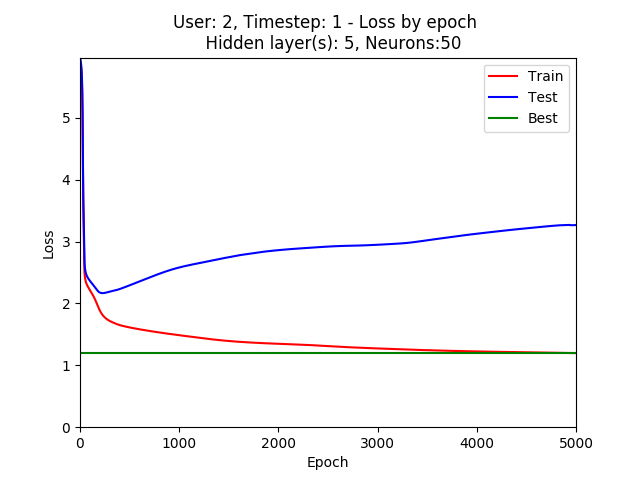 User: 2, Timestep: 1 - Loss by epoch
Hidden layer(s): 5, Neurons:50
Train
Test
Best
Loss
5
4
3
2
1
0
0 1000 2000 3000 4000 5000
Epoch